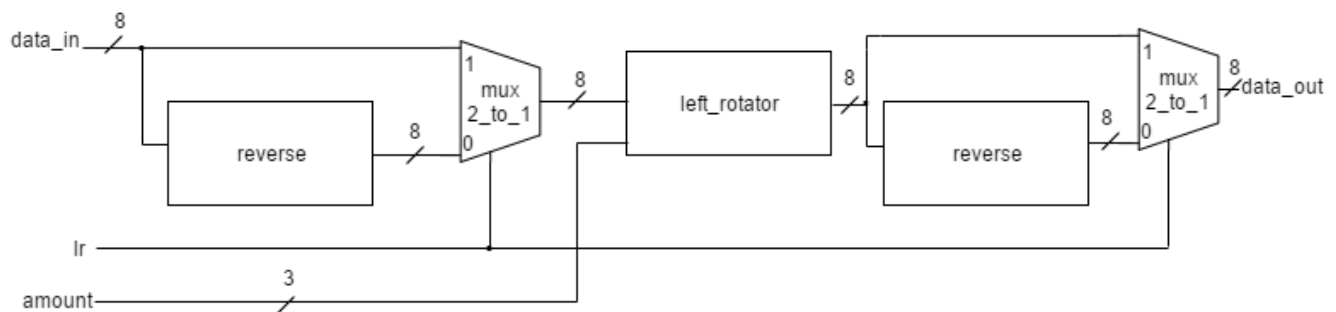 8
data_in
1
mux
2_to_1
0
reverse
8
8
left_rotator
8
1
mux
2_to_1
0
8
data_out
reverse
8
lr
3
amount